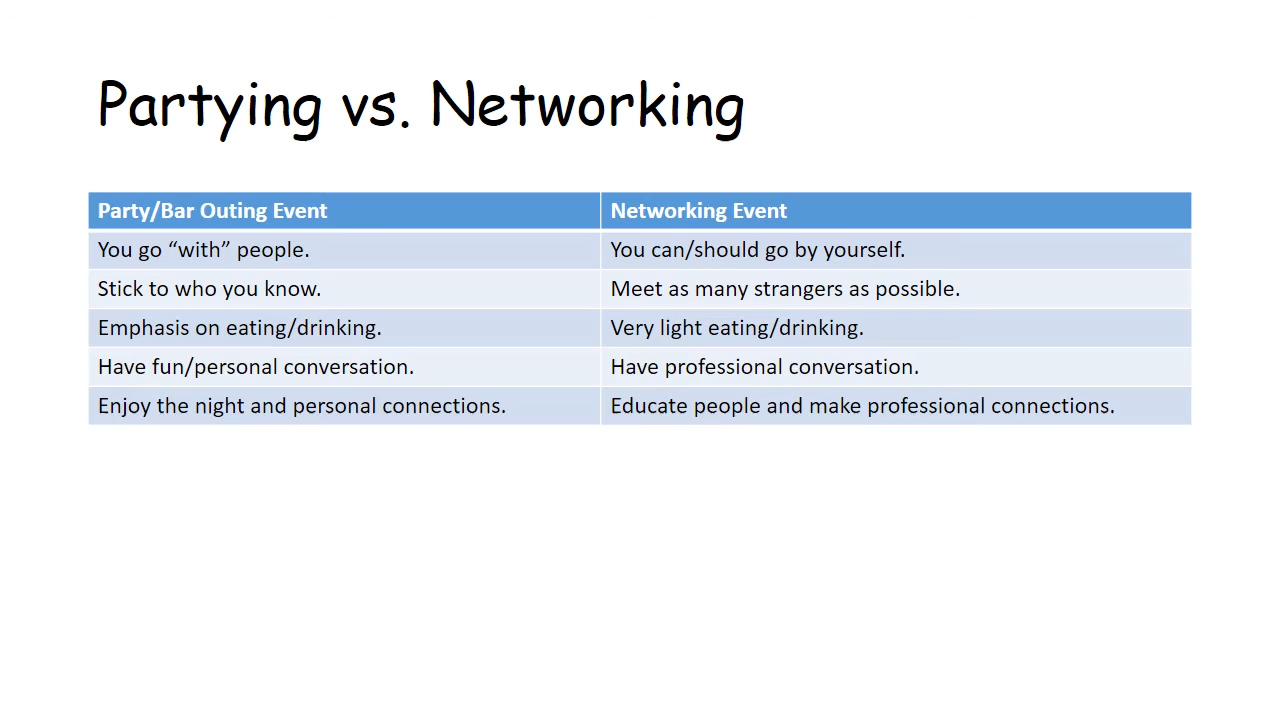 Partying vs. Networking
Party/Bar Outing Event Networking Event
You go “with” people. You can/should go by yourself.
Stick to who you know. Meet as many strangers as possible.
Emphasis on eating/drinking. Very light eating/drinking.
Have fun/personal conversation. Have professional conversation.
Enjoy the night and personal connections. Educate people and make professional connections.